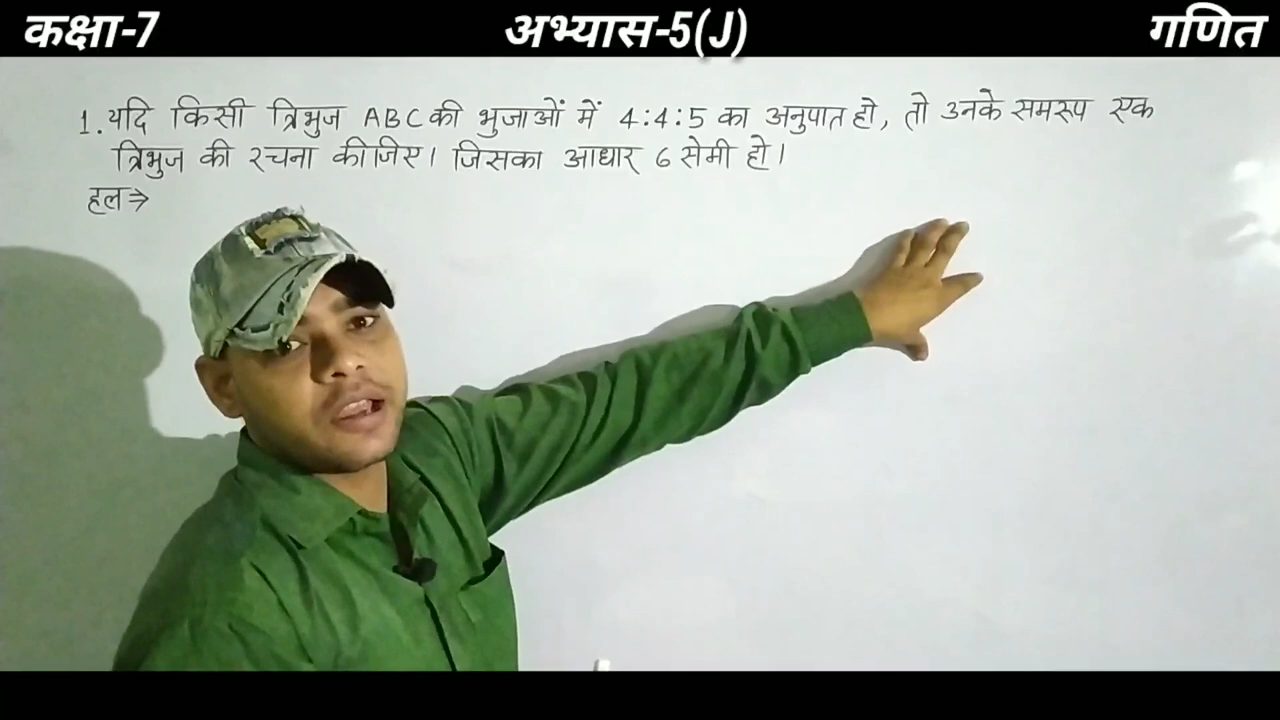 कक्षा-7 अभ्यास-5(J) गणित
1. यदि किसी त्रिभुज ABC की भुजाओं में 4:4:5 का अनुपात हो, तो उनके समरूप एक
त्रिभुज की रचना कीजिए। जिसका आधार 6 सेमी हो।
हल⇒